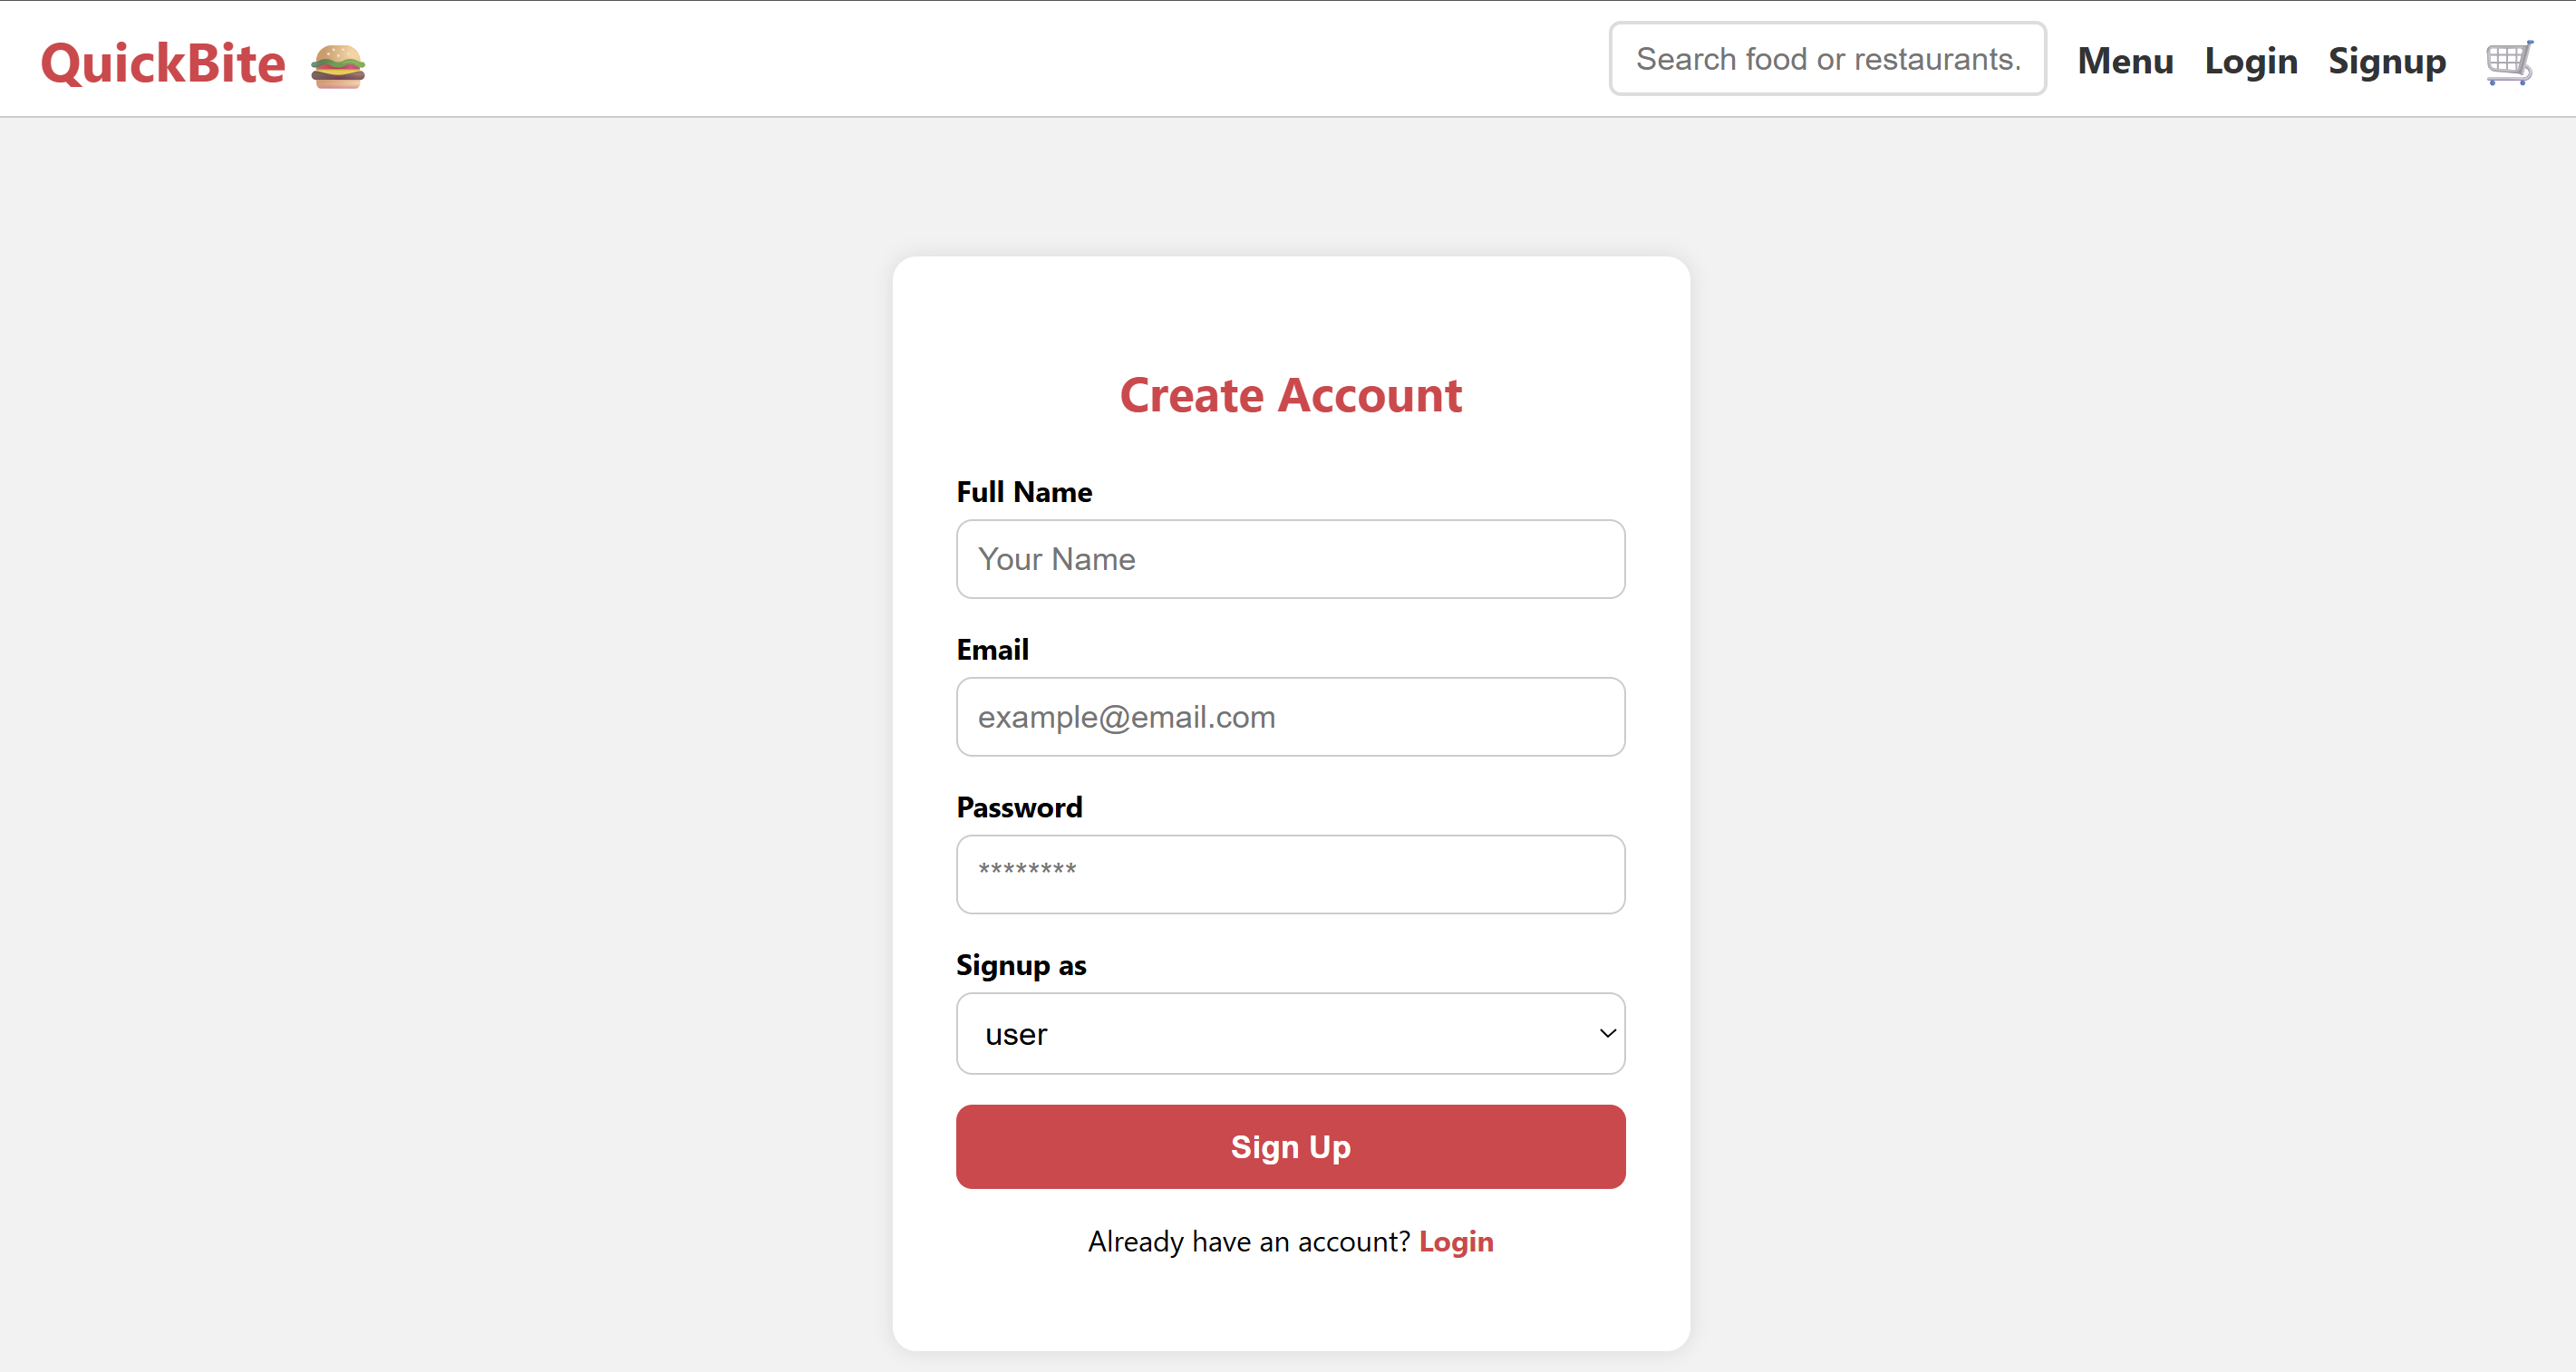 QuickBite
Search food or restaurants.
Menu Login Signup
Create Account
Full Name
Your Name
Email
example@email.com
Password
********
Signup as
user
Sign Up
Already have an account? Login